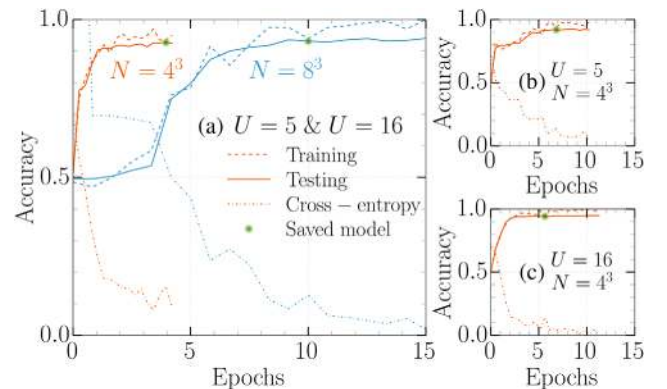 Accuracy
1.0
0.5
0.0
N = 4³
N = 8³
(a) U = 5 & U = 16
Training
Testing
Cross − entropy
Saved model
0
5
10
15
Epochs
Accuracy
1.0
0.5
0.0
(b) U = 5
N = 4³
0
5
10
15
Epochs
Accuracy
1.0
0.5
0.0
U = 16
(c) N = 4³
0
5
10
15
Epochs